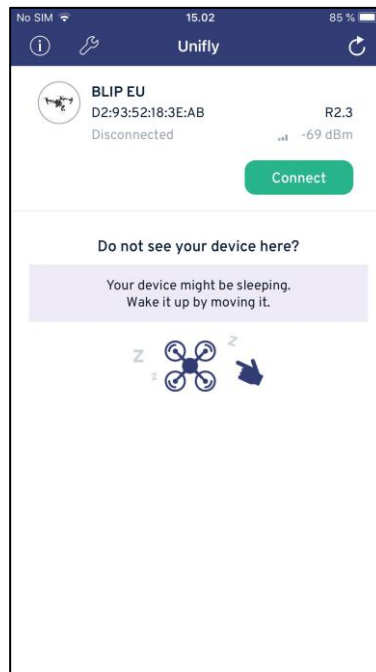 No SIM 15.02 85 %
Unifly
BLIP EU
D2:93:52:18:3E:AB R2.3
Disconnected -69 dBm
Connect
Do not see your device here?
Your device might be sleeping.
Wake it up by moving it.
Z z Z